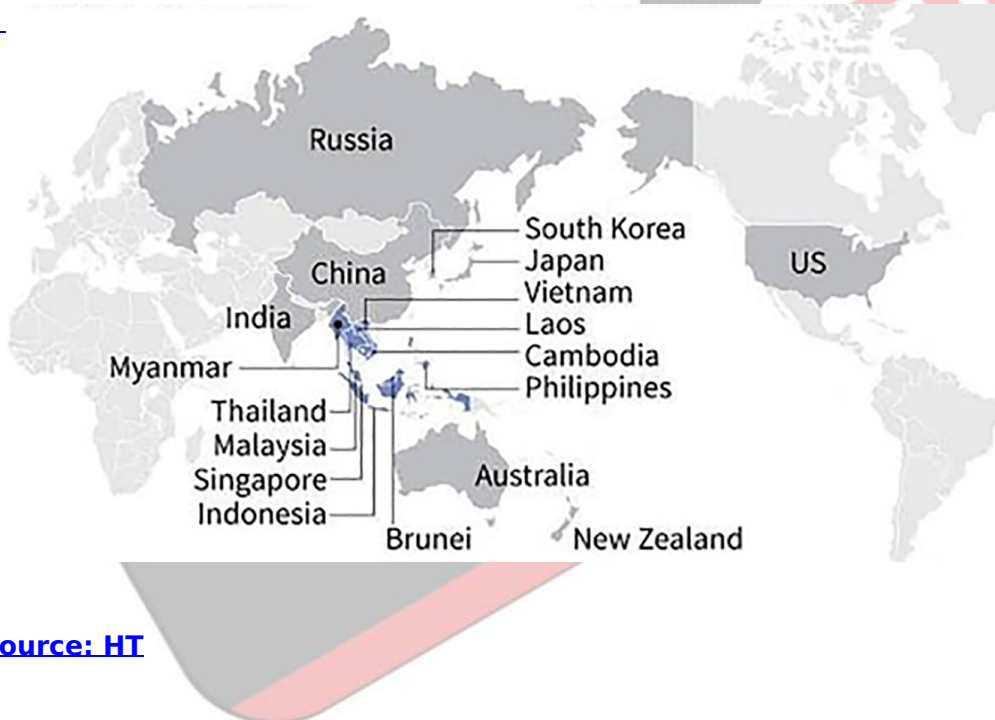 Russia
South Korea
Japan
China
US
Vietnam
India
Laos
Cambodia
Myanmar
Philippines
Thailand
Malaysia
Singapore
Australia
Indonesia
Brunei
New Zealand
ource: HT